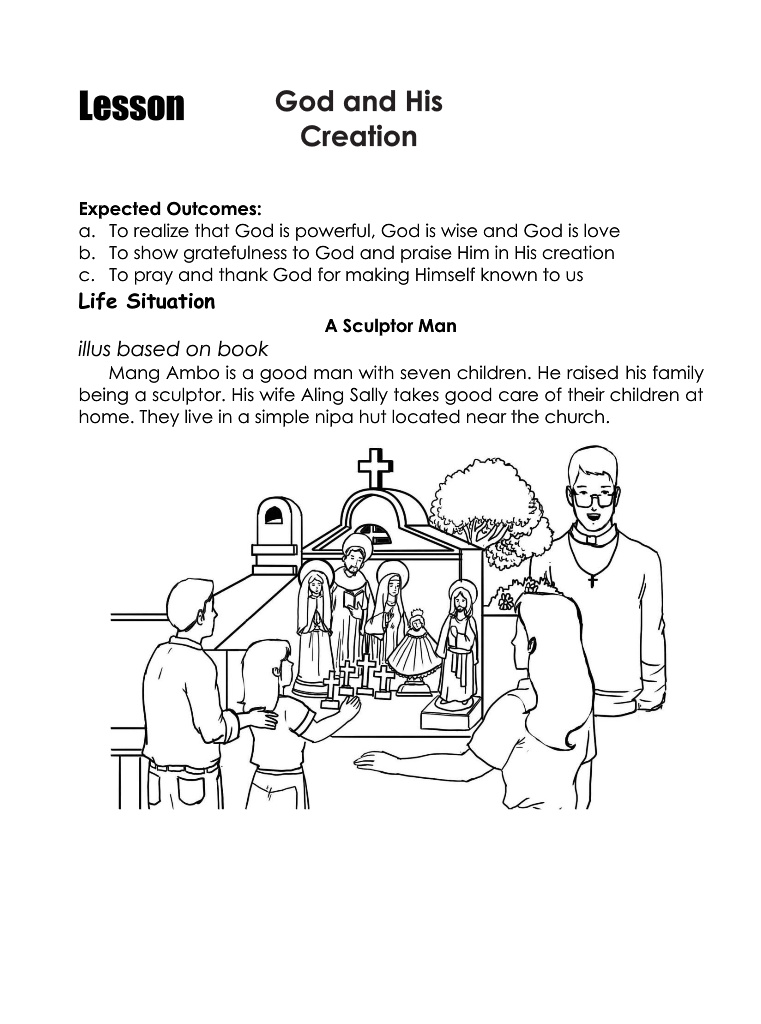 Lesson
God and His
Creation
Expected Outcomes:
a. To realize that God is powerful, God is wise and God is love
b. To show gratefulness to God and praise Him in His creation
c. To pray and thank God for making Himself known to us
Life Situation
A Sculptor Man
illus based on book
Mang Ambo is a good man with seven children. He raised his family
being a sculptor. His wife Aling Sally takes good care of their children at
home. They live in a simple nipa hut located near the church.